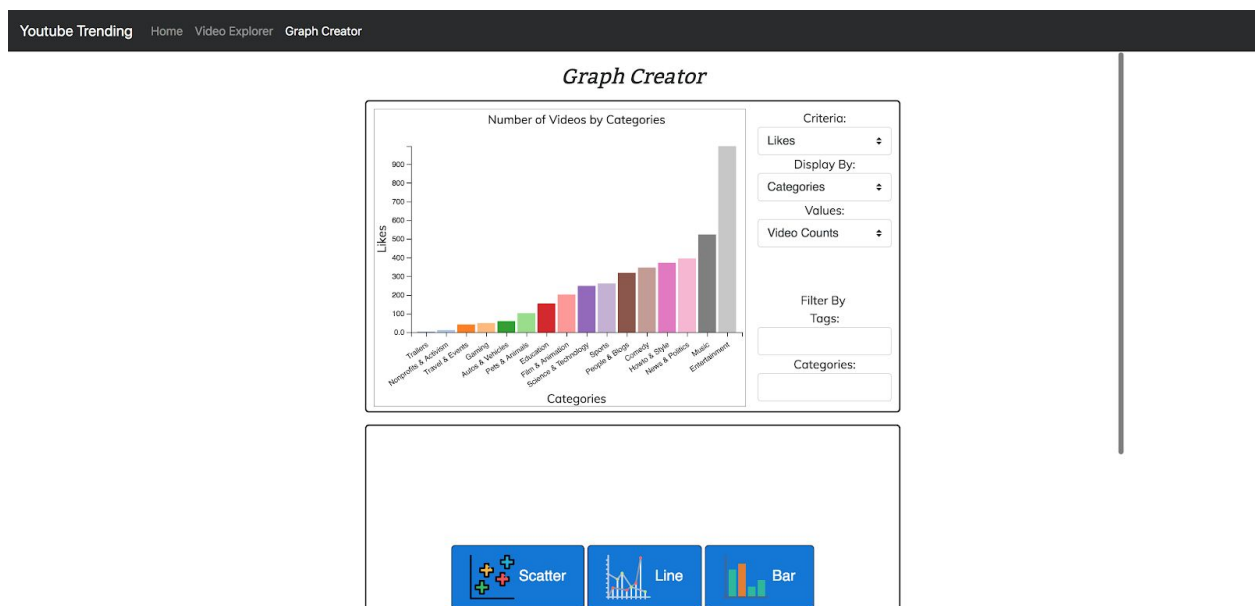 Youtube Trending Home Video Explorer Graph Creator
Graph Creator
Number of Videos by Categories
Likes
900
800
700
600
500
400
300
200
100
0.0
Trailers
Nonprofits & Activism
Travel & Events
Gaming
Autos & Vehicles
Pets & Animals
Education
Film & Animation
Science & Technology
Sports
People & Blogs
Comedy
Howto & Style
News & Politics
Music
Entertainment
Categories
Criteria:
Likes
Display By:
Categories
Values:
Video Counts
Filter By
Tags:
Categories:
Scatter
Line
Bar